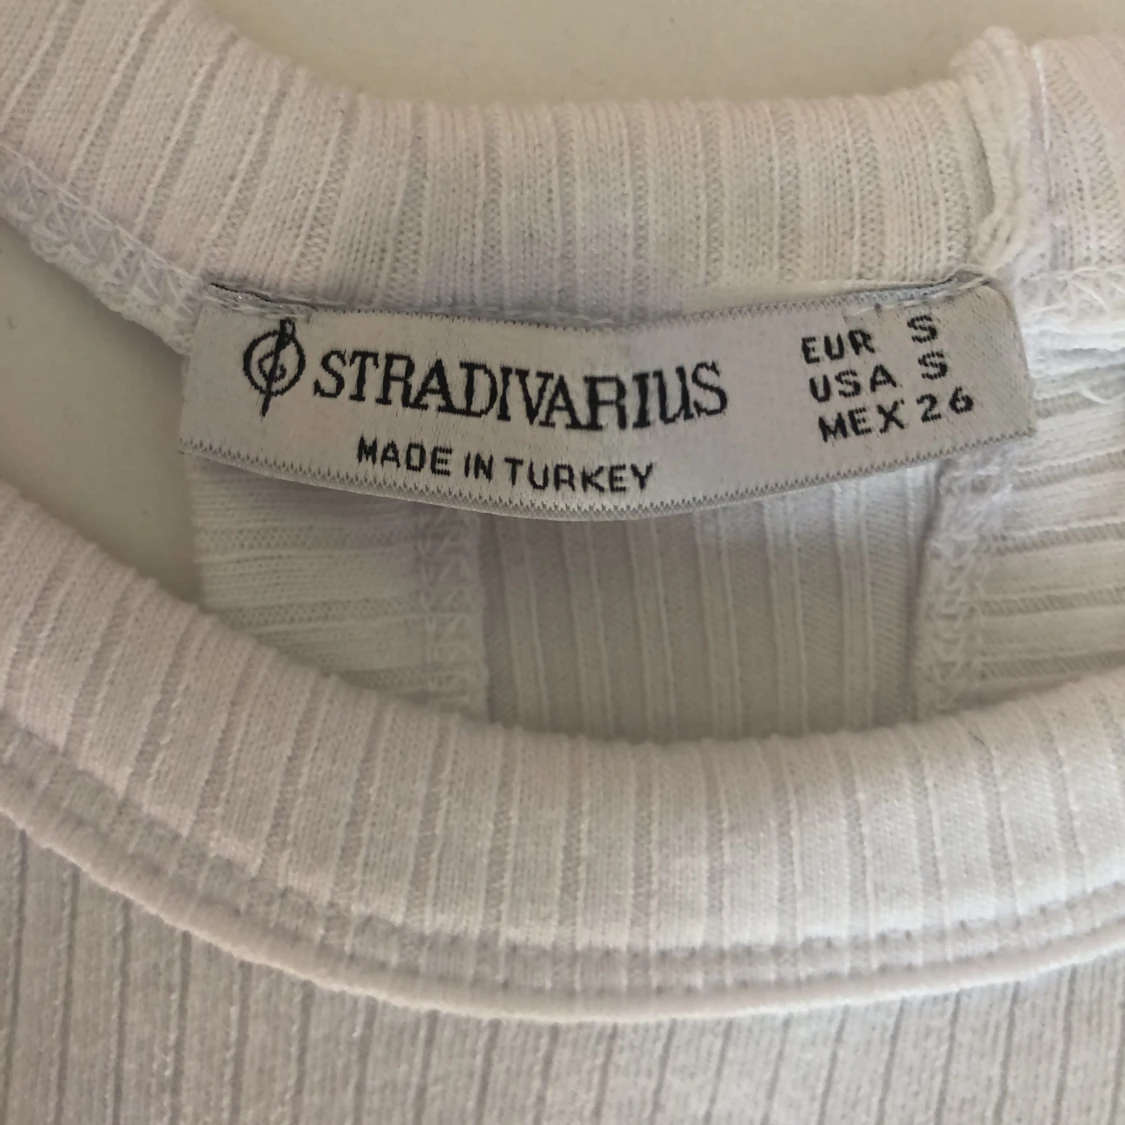 STRADIVARIUS
MADE IN TURKEY
EUR S
USA S
MEX 26